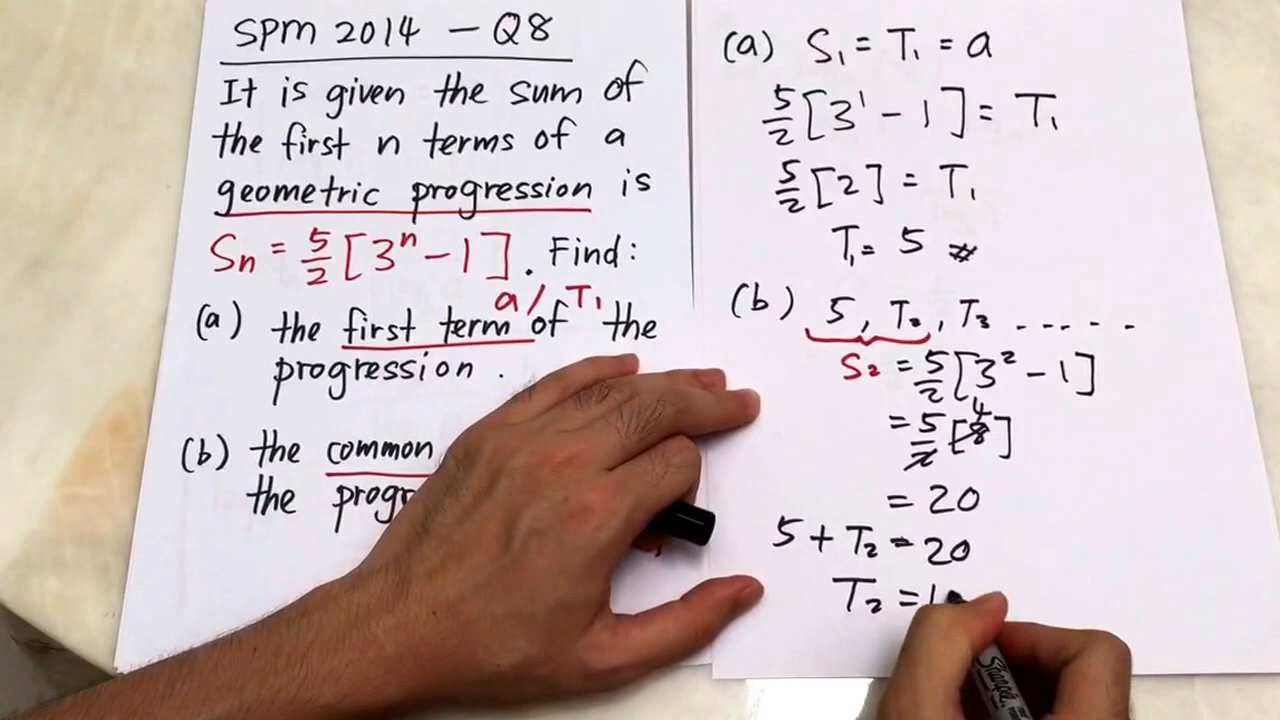 SPM 2014 – Q8
It is given the sum of
the first n terms of a
geometric progression is
Sn = 5/2 [3ⁿ – 1]. Find:
a / T₁
(a) the first term of the
progression.
(b) the common
the progr
(a) S₁ = T₁ = a
5/2 [3¹ – 1] = T₁
5/2 [2] = T₁
T₁ = 5
(b) 5, T₂, T₃ . . . . .
S₂ = 5/2 [3² – 1]
= 5/2 [8] 4
= 20
5 + T₂ = 20
T₂ = 1
Sharpie